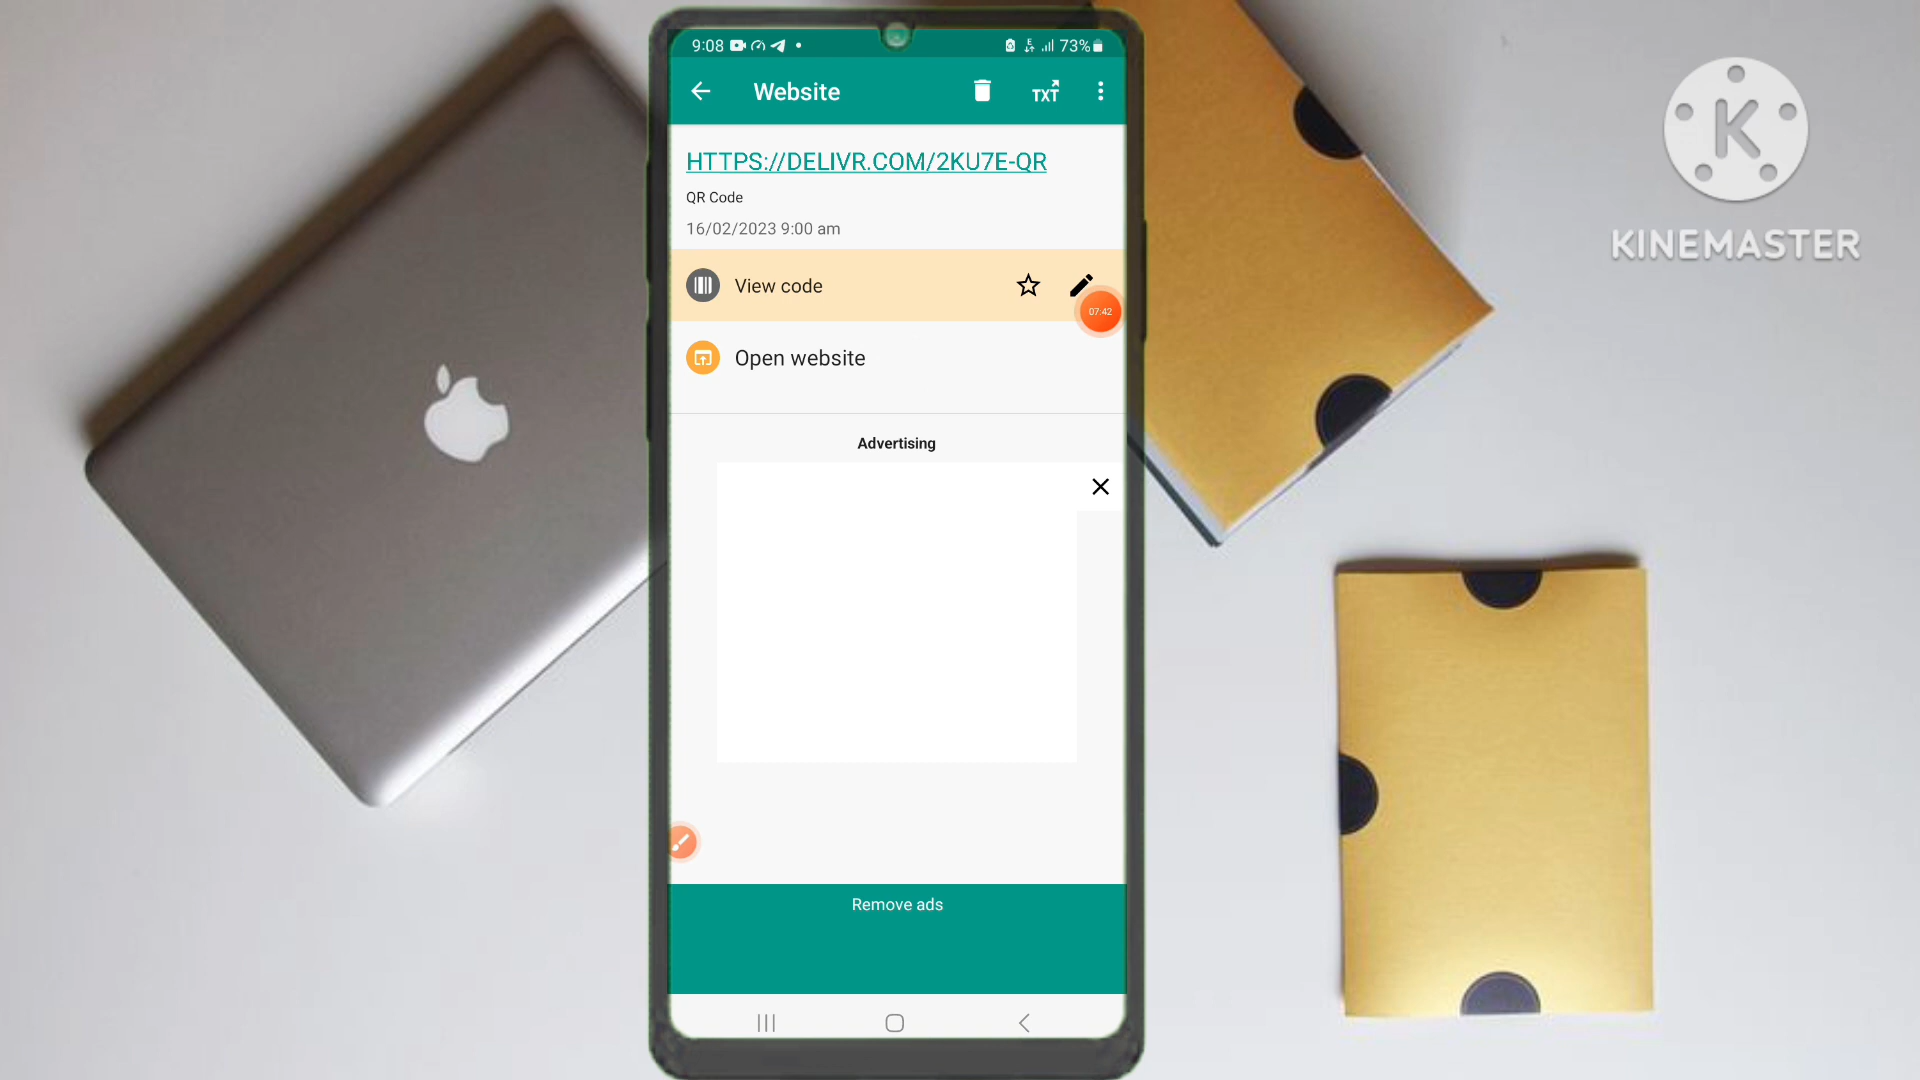 9:08
73%
Website
TXT
HTTPS://DELIVR.COM/2KU7E-QR
QR Code
16/02/2023 9:00 am
View code
07:42
Open website
Advertising
Remove ads
K
KINEMASTER